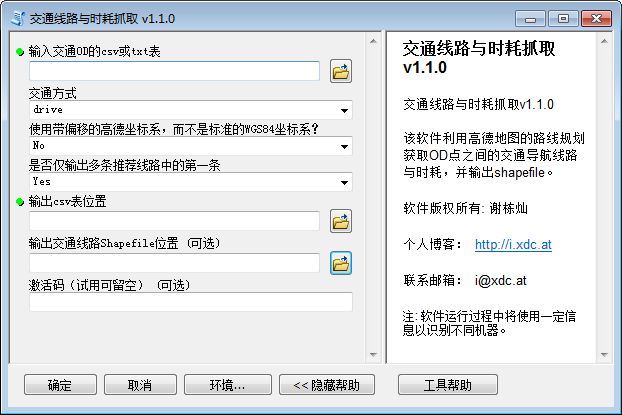 交通线路与时耗抓取 v1.1.0
输入交通OD的csv或txt表
交通方式
drive
使用带偏移的高德坐标系，而不是标准的WGS84坐标系？
No
是否仅输出多条推荐线路中的第一条
Yes
输出csv表位置
输出交通线路Shapefile位置 (可选)
激活码（试用可留空） (可选)
确定
取消
环境...
<< 隐藏帮助
交通线路与时耗抓取
v1.1.0
交通线路与时耗抓取v1.1.0
该软件利用高德地图的路线规划
获取OD点之间的交通导航线路
与时耗，并输出shapefile。
软件版权所有: 谢栋灿
个人博客： http://i.xdc.at
联系邮箱： i@xdc.at
注: 软件运行过程中将使用一定信
息以识别不同机器。
工具帮助